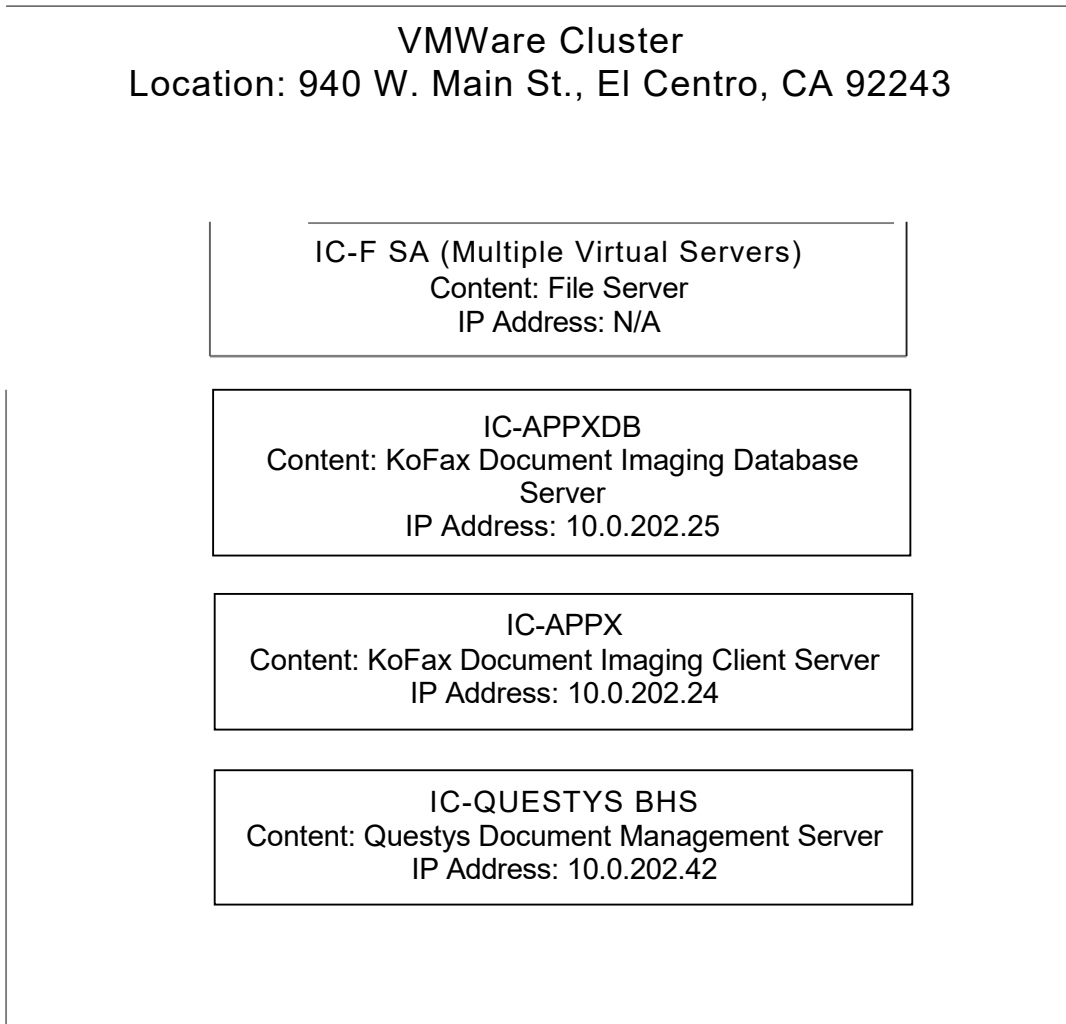 VMWare Cluster
Location: 940 W. Main St., El Centro, CA 92243
IC-F SA (Multiple Virtual Servers)
Content: File Server
IP Address: N/A
IC-APPXDB
Content: KoFax Document Imaging Database
Server
IP Address: 10.0.202.25
IC-APPX
Content: KoFax Document Imaging Client Server
IP Address: 10.0.202.24
IC-QUESTYS BHS
Content: Questys Document Management Server
IP Address: 10.0.202.42